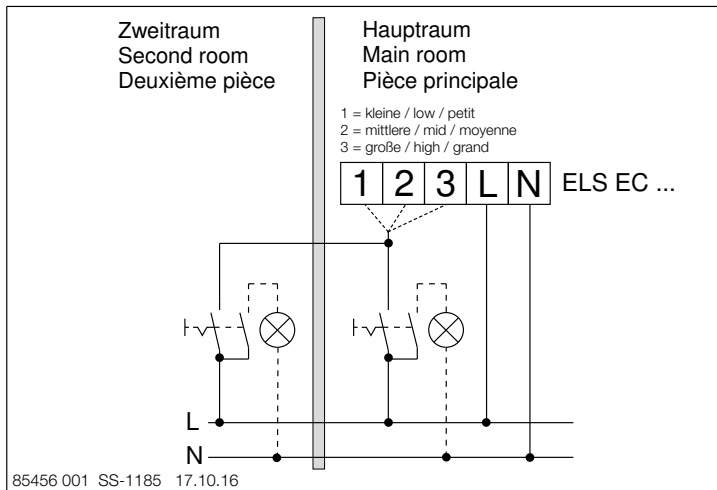 Zweitraum
Second room
Deuxième pièce
Hauptraum
Main room
Pièce principale
1 = kleine / low / petit
2 = mittlere / mid / moyenne
3 = große / high / grand
1 2 3 L N ELS EC ...
L
N
85456 001 SS-1185 17.10.16